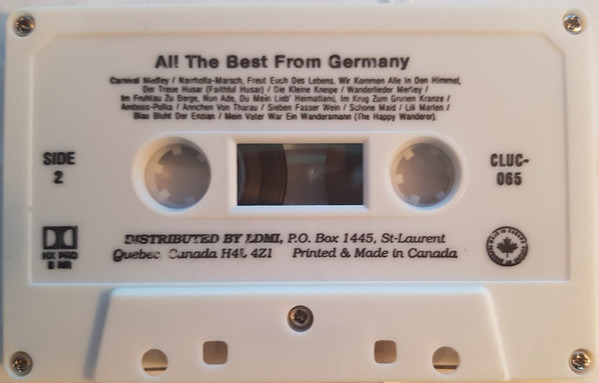 All The Best From Germany
Carnival Medley / Narrhalla-Marsch, Freut Euch Des Lebens, Wir Kommen Alle In Den Himmel,
Der Treue Husar (Faithful Husar) / Die Kleine Kneipe / Wanderlieder Merley /
Im Fruhtau Zu Berge, Nun Ade, Du Mein Lieb' Heimatland, Im Krug Zum Grunen Kranze /
Amboss-Polka / Annchen Von Tharau / Sieben Fasser Wein / Schone Maid / Lili Marlen /
Blau Bluht Der Enzian / Mein Vater War Ein Wandersmann (The Happy Wanderer).
SIDE
2
CLUC-
065
HX PRO
B NR
DISTRIBUTED BY LDMI, P.O. Box 1445, St-Laurent
Quebec, Canada H4L 4Z1 Printed & Made in Canada